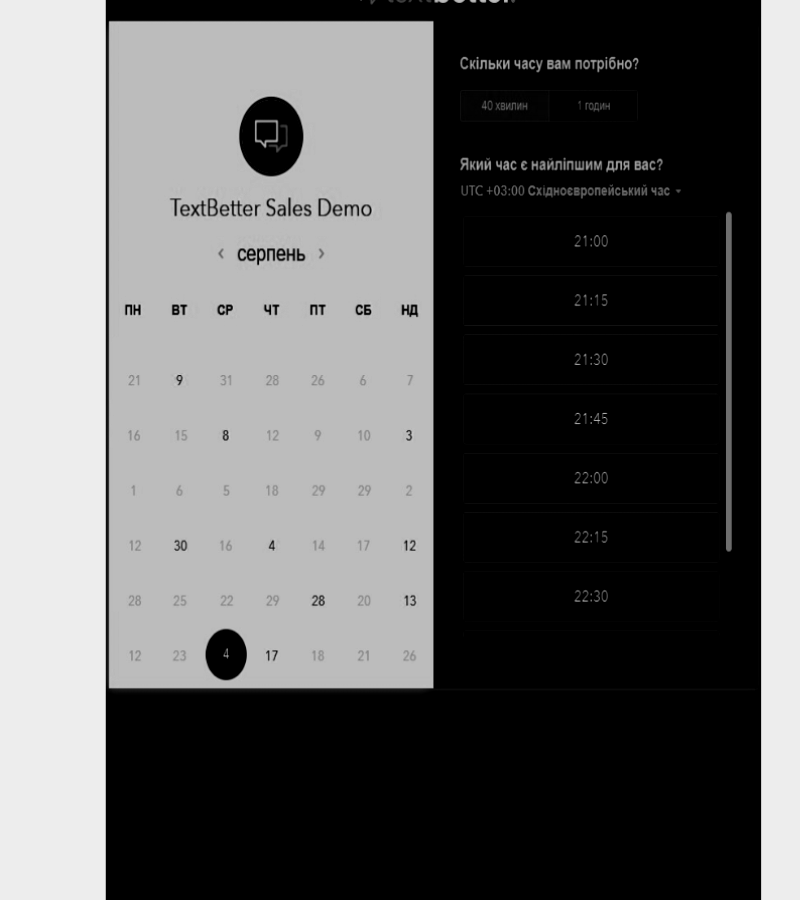 TextBetter Sales Demo
серпень
ПН ВТ СР ЧТ ПТ СБ НД
21 9 31 28 26 6 7
16 15 8 12 9 10 3
1 6 5 18 29 29 2
12 30 16 4 14 17 12
28 25 22 29 28 20 13
12 23 4 17 18 21 26
Скільки часу вам потрібно?
40 хвилин 1 годин
Який час є найліпшим для вас?
UTC +03:00 Східноєвропейський час
21:00
21:15
21:30
21:45
22:00
22:15
22:30